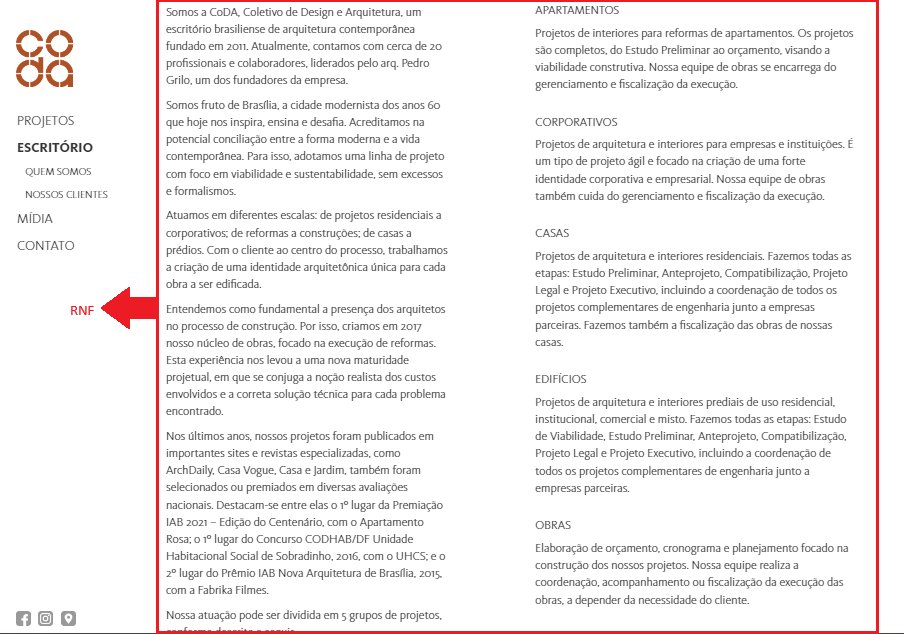 coda
PROJETOS
ESCRITÓRIO
QUEM SOMOS
NOSSOS CLIENTES
MÍDIA
CONTATO
RNF
Somos a CoDA, Coletivo de Design e Arquitetura, um
escritório brasiliense de arquitetura contemporânea
fundado em 2011. Atualmente, contamos com cerca de 20
profissionais e colaboradores, liderados pelo arq. Pedro
Grilo, um dos fundadores da empresa.
Somos fruto de Brasília, a cidade modernista dos anos 60
que hoje nos inspira, ensina e desafia. Acreditamos na
potencial conciliação entre a forma moderna e a vida
contemporânea. Para isso, adotamos uma linha de projeto
com foco em viabilidade e sustentabilidade, sem excessos
e formalismos.
Atuamos em diferentes escalas: de projetos residenciais a
corporativos; de reformas a construções; de casas a
prédios. Com o cliente ao centro do processo, trabalhamos
a criação de uma identidade arquitetônica única para cada
obra a ser edificada.
Entendemos como fundamental a presença dos arquitetos
no processo de construção. Por isso, criamos em 2017
nosso núcleo de obras, focado na execução de reformas.
Esta experiência nos levou a uma nova maturidade
projetual, em que se conjuga a noção realista dos custos
envolvidos e a correta solução técnica para cada problema
encontrado.
Nos últimos anos, nossos projetos foram publicados em
importantes sites e revistas especializadas, como
ArchDaily, Casa Vogue, Casa e Jardim, também foram
selecionados ou premiados em diversas avaliações
nacionais. Destacam-se entre elas o 1º lugar da Premiação
IAB 2021 – Edição do Centenário, com o Apartamento
Rosa; o 1º lugar do Concurso CODHAB/DF Unidade
Habitacional Social de Sobradinho, 2016, com o UHCS; e o
2º lugar do Prêmio IAB Nova Arquitetura de Brasília, 2015,
com a Fabrika Filmes.
Nossa atuação pode ser dividida em 5 grupos de projetos,
conforme descrito a seguir.
APARTAMENTOS
Projetos de interiores para reformas de apartamentos. Os projetos
são completos, do Estudo Preliminar ao orçamento, visando a
viabilidade construtiva. Nossa equipe de obras se encarrega do
gerenciamento e fiscalização da execução.
CORPORATIVOS
Projetos de arquitetura e interiores para empresas e instituições. É
um tipo de projeto ágil e focado na criação de uma forte
identidade corporativa e empresarial. Nossa equipe de obras
também cuida do gerenciamento e fiscalização da execução.
CASAS
Projetos de arquitetura e interiores residenciais. Fazemos todas as
etapas: Estudo Preliminar, Anteprojeto, Compatibilização, Projeto
Legal e Projeto Executivo, incluindo a coordenação de todos os
projetos complementares de engenharia junto a empresas
parceiras. Fazemos também a fiscalização das obras de nossas
casas.
EDIFÍCIOS
Projetos de arquitetura e interiores prediais de uso residencial,
institucional, comercial e misto. Fazemos todas as etapas: Estudo
de Viabilidade, Estudo Preliminar, Anteprojeto, Compatibilização,
Projeto Legal e Projeto Executivo, incluindo a coordenação de
todos os projetos complementares de engenharia junto a
empresas parceiras.
OBRAS
Elaboração de orçamento, cronograma e planejamento focado na
construção dos nossos projetos. Nossa equipe realiza a
coordenação, acompanhamento ou fiscalização da execução das
obras, a depender da necessidade do cliente.